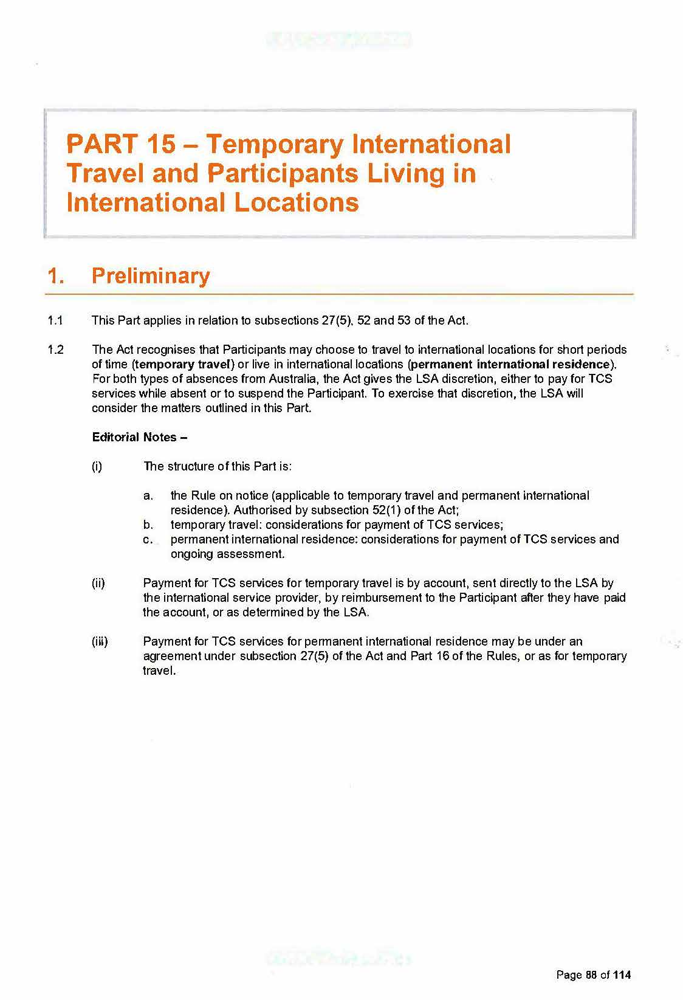 PART 15 – Temporary International
Travel and Participants Living in
International Locations
1. Preliminary
1.1 This Part applies in relation to subsections 27(5), 52 and 53 of the Act.
1.2 The Act recognises that Participants may choose to travel to international locations for short periods
of time (temporary travel) or live in international locations (permanent international residence).
For both types of absences from Australia, the Act gives the LSA discretion, either to pay for TCS
services while absent or to suspend the Participant. To exercise that discretion, the LSA will
consider the matters outlined in this Part.
Editorial Notes –
(i) The structure of this Part is:
a. the Rule on notice (applicable to temporary travel and permanent international
residence). Authorised by subsection 52(1) of the Act;
b. temporary travel: considerations for payment of TCS services;
c. permanent international residence: considerations for payment of TCS services and
ongoing assessment.
(ii) Payment for TCS services for temporary travel is by account, sent directly to the LSA by
the international service provider, by reimbursement to the Participant after they have paid
the account, or as determined by the LSA.
(iii) Payment for TCS services for permanent international residence may be under an
agreement under subsection 27(5) of the Act and Part 16 of the Rules, or as for temporary
travel.
Page 88 of 114